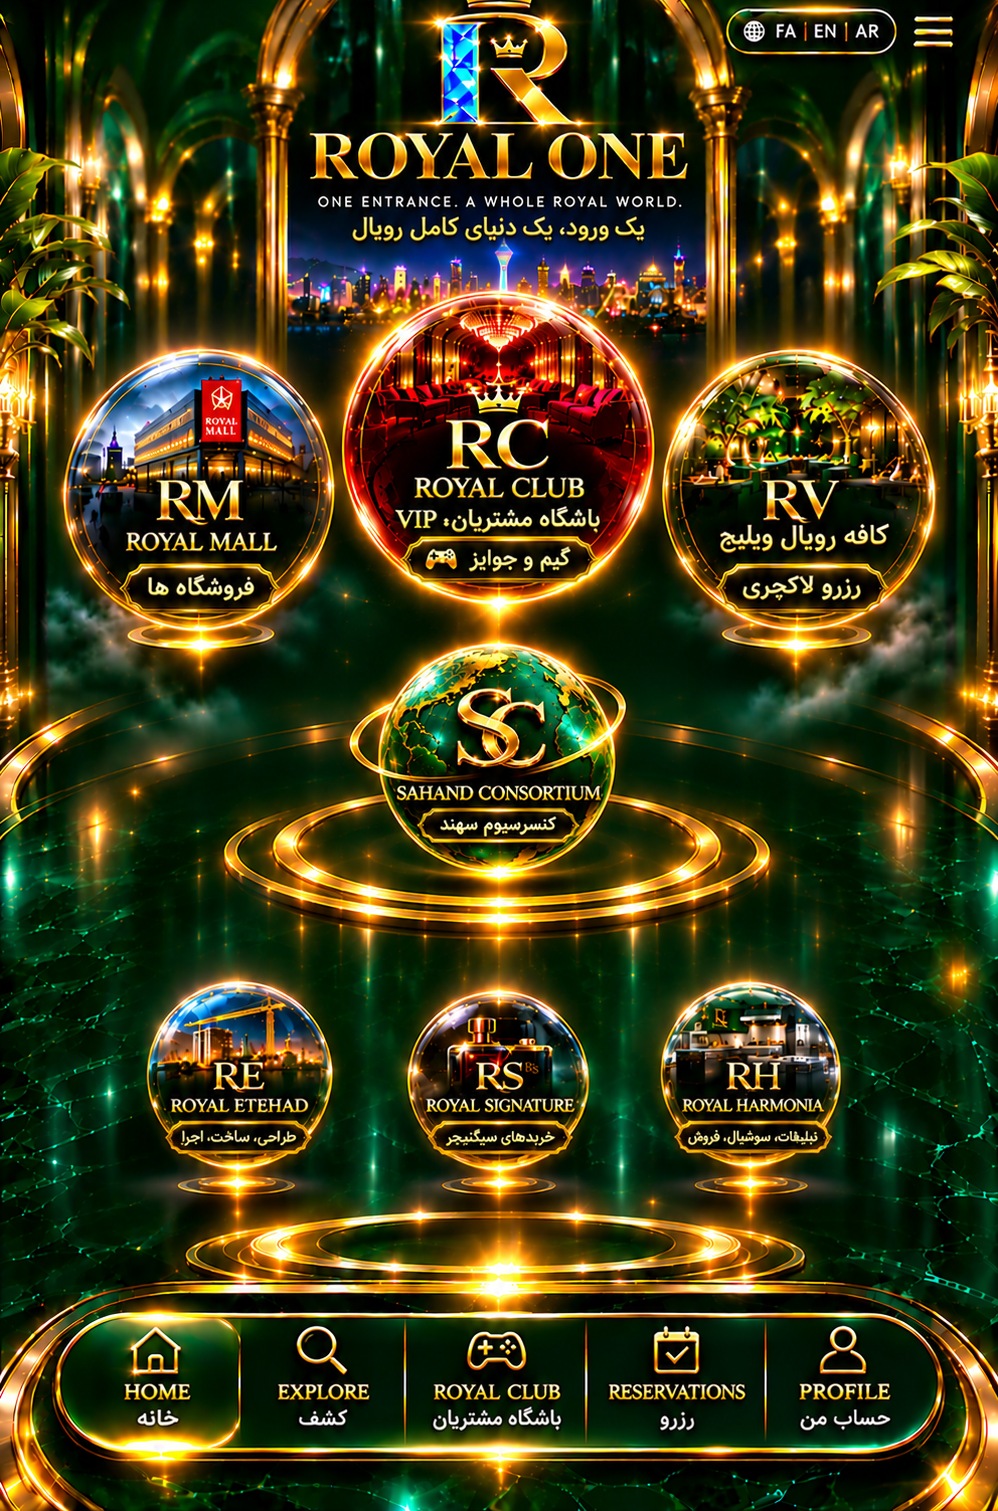 FA | EN | AR
R
ROYAL ONE
ONE ENTRANCE. A WHOLE ROYAL WORLD.
یک ورود، یک دنیای کامل رویال
ROYAL MALL
RM
ROYAL MALL
فروشگاه ها
RC
ROYAL CLUB
باشگاه مشتریان؛ VIP
گیم و جوایز
RV
کافه رویال ویلیج
رزرو لاکچری
SC
SAHAND CONSORTIUM
کنسرسیوم سهند
RE
ROYAL ETEHAD
طراحی، ساخت، اجرا
RS
ROYAL SIGNATURE
خریدهای سیگنیچر
RH
ROYAL HARMONIA
تبلیغات، سوشیال، فروش
HOME
خانه
EXPLORE
کشف
ROYAL CLUB
باشگاه مشتریان
RESERVATIONS
رزرو
PROFILE
حساب من